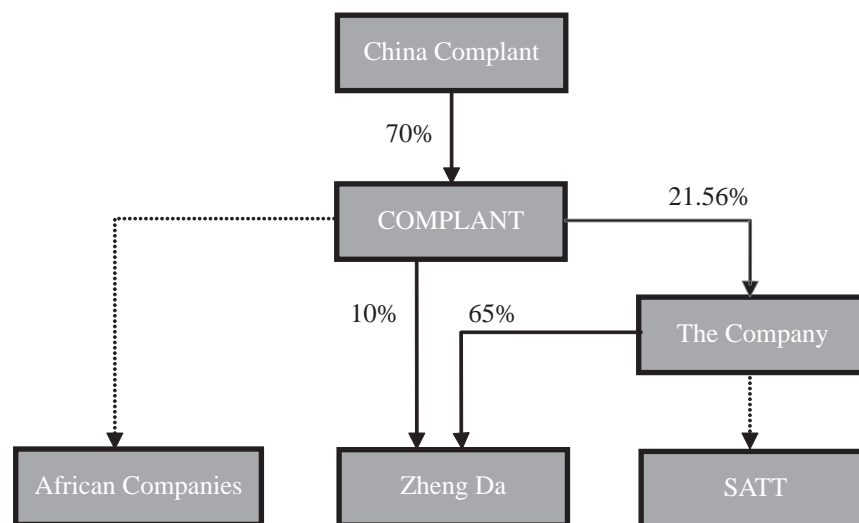 China Complant
70%
COMPLANT
21.56%
10%
65%
The Company
African Companies
Zheng Da
SATT